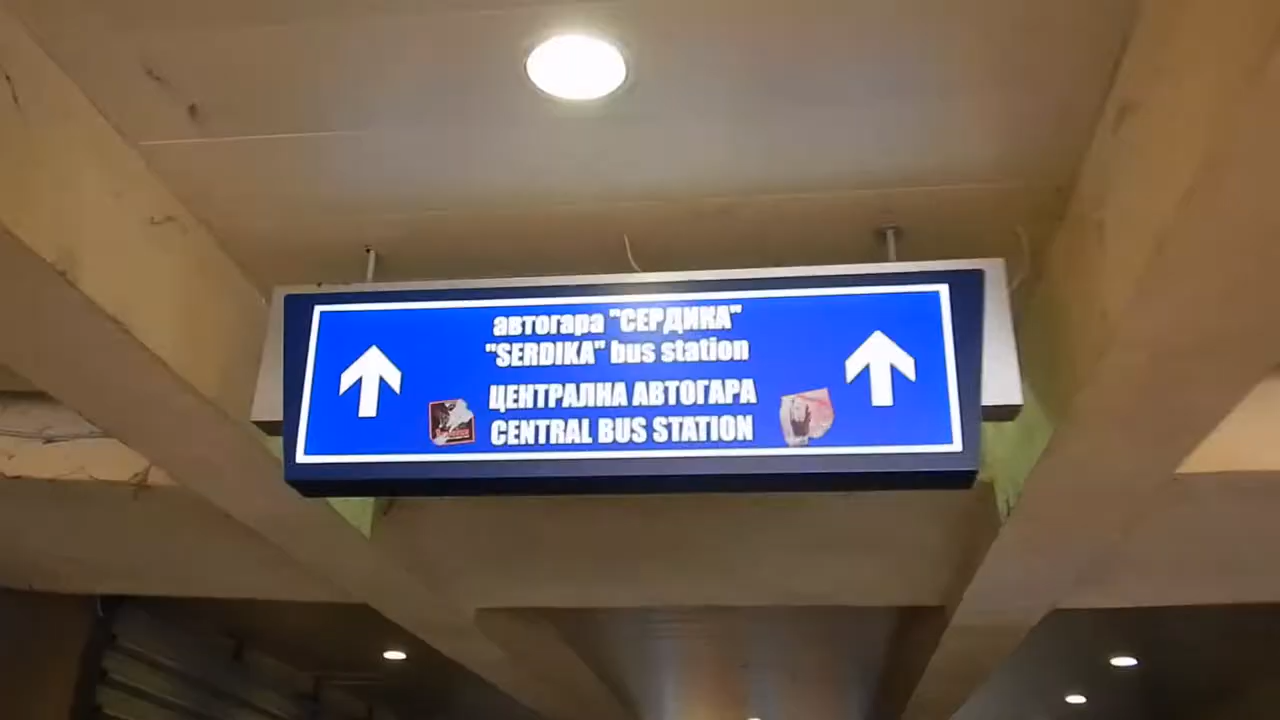 автогара "СЕРДИКА"
"SERDIKA" bus station
ЦЕНТРАЛНА АВТОГАРА
CENTRAL BUS STATION